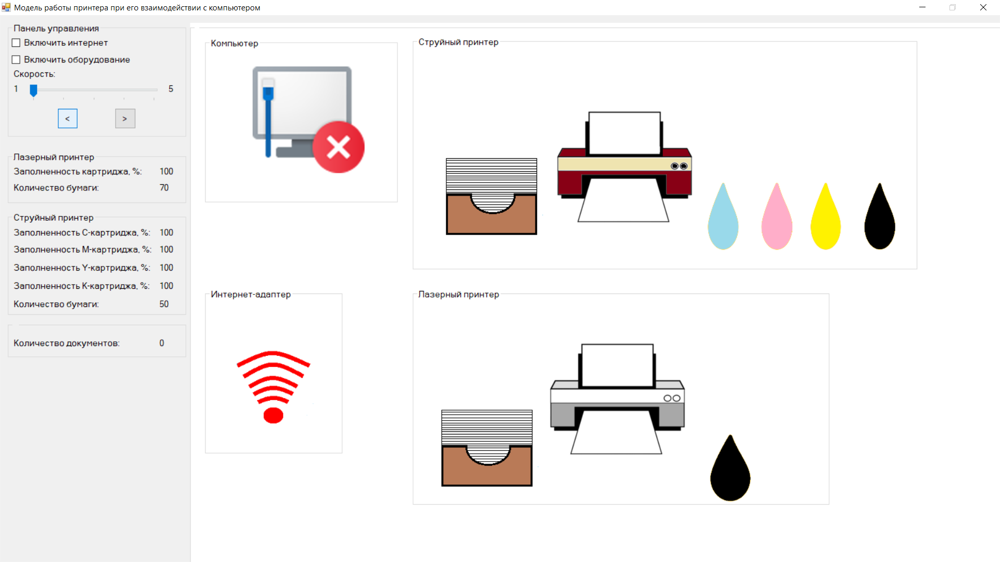 Модель работы принтера при его взаимодействии с компьютером
Панель управления
Включить интернет
Включить оборудование
Скорость:
1 5
< >
Лазерный принтер
Заполненность картриджа, %: 100
Количество бумаги: 70
Струйный принтер
Заполненность C-картриджа, %: 100
Заполненность M-картриджа, %: 100
Заполненность Y-картриджа, %: 100
Заполненность K-картриджа, %: 100
Количество бумаги: 50
Количество документов: 0
Компьютер
Струйный принтер
Интернет-адаптер
Лазерный принтер